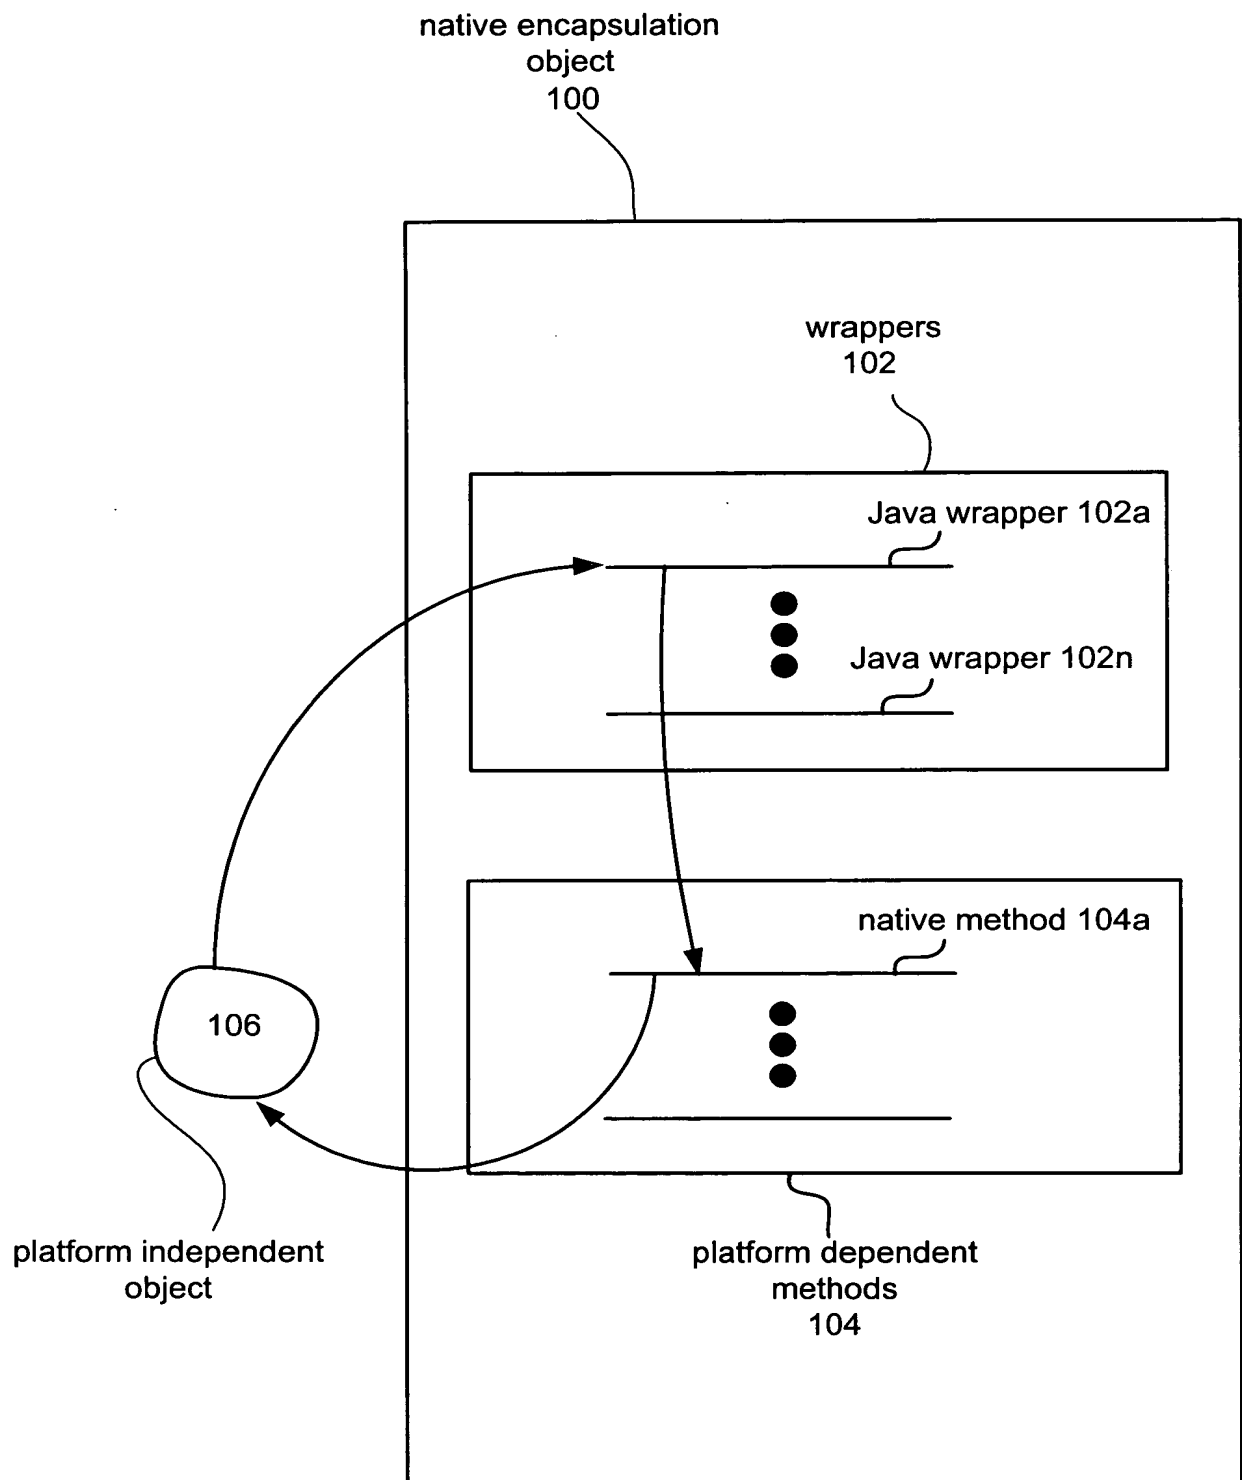 native encapsulation
object
100
wrappers
102
Java wrapper 102a
Java wrapper 102n
native method 104a
106
platform independent
object
platform dependent
methods
104